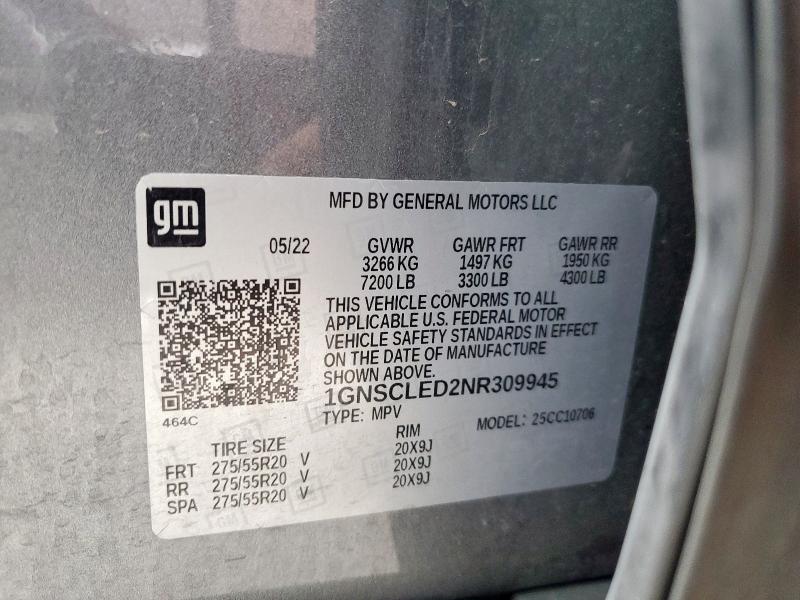 gm
MFD BY GENERAL MOTORS LLC
05/22 GVWR GAWR FRT GAWR RR
3266 KG 1497 KG 1950 KG
7200 LB 3300 LB 4300 LB
THIS VEHICLE CONFORMS TO ALL
APPLICABLE U.S. FEDERAL MOTOR
VEHICLE SAFETY STANDARDS IN EFFECT
ON THE DATE OF MANUFACTURE
SHOWN ABOVE.
1GNSCLED2NR309945
464C
TYPE: MPV MODEL: 25CC10706
TIRE SIZE RIM
FRT 275/55R20 V 20X9J
RR 275/55R20 V 20X9J
SPA 275/55R20 V 20X9J